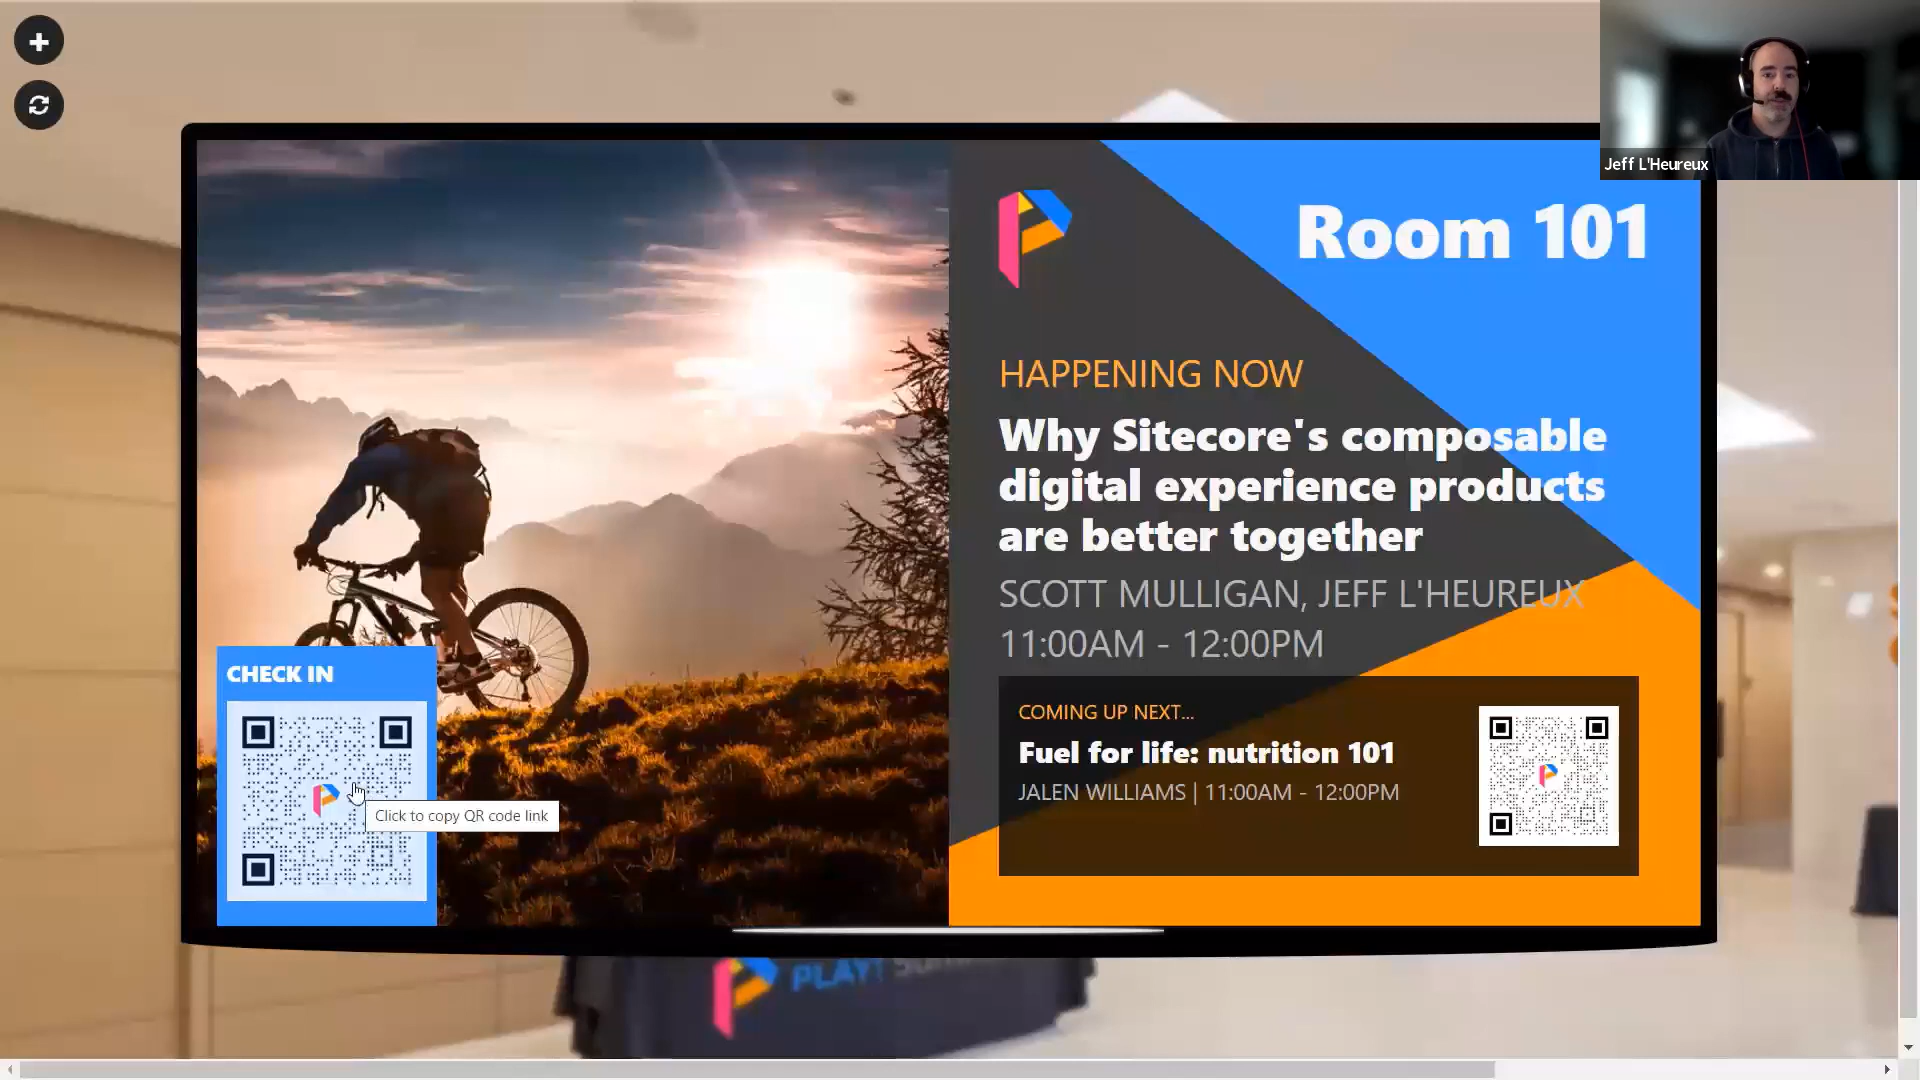 Jeff L'Heureux
Room 101
HAPPENING NOW
Why Sitecore's composable
digital experience products
are better together
SCOTT MULLIGAN, JEFF L'HEUREUX
11:00AM - 12:00PM
CHECK IN
Click to copy QR code link
COMING UP NEXT...
Fuel for life: nutrition 101
JALEN WILLIAMS | 11:00AM - 12:00PM
PLAY!